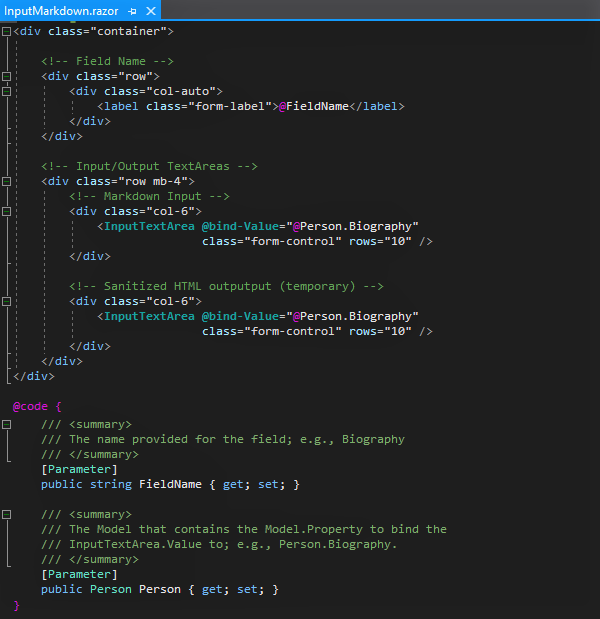 InputMarkdown.razor
<div class="container">
<!-- Field Name -->
<div class="row">
<div class="col-auto">
<label class="form-label">@FieldName</label>
</div>
</div>
<!-- Input/Output TextAreas -->
<div class="row mb-4">
<!-- Markdown Input -->
<div class="col-6">
<InputTextArea @bind-Value="@Person.Biography"
class="form-control" rows="10" />
</div>
<!-- Sanitized HTML outputput (temporary) -->
<div class="col-6">
<InputTextArea @bind-Value="@Person.Biography"
class="form-control" rows="10" />
</div>
</div>
</div>
@code {
/// <summary>
/// The name provided for the field; e.g., Biography
/// </summary>
[Parameter]
public string FieldName { get; set; }
/// <summary>
/// The Model that contains the Model.Property to bind the
/// InputTextArea.Value to; e.g., Person.Biography.
/// </summary>
[Parameter]
public Person Person { get; set; }
}